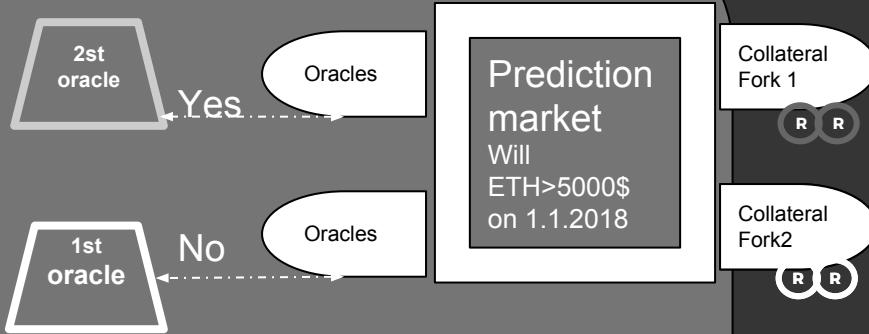 2st
oracle
Yes
Oracles
Prediction
market
Will
ETH>5000$
on 1.1.2018
Collateral
Fork 1
R R
1st
oracle
No
Oracles
Collateral
Fork2
R R